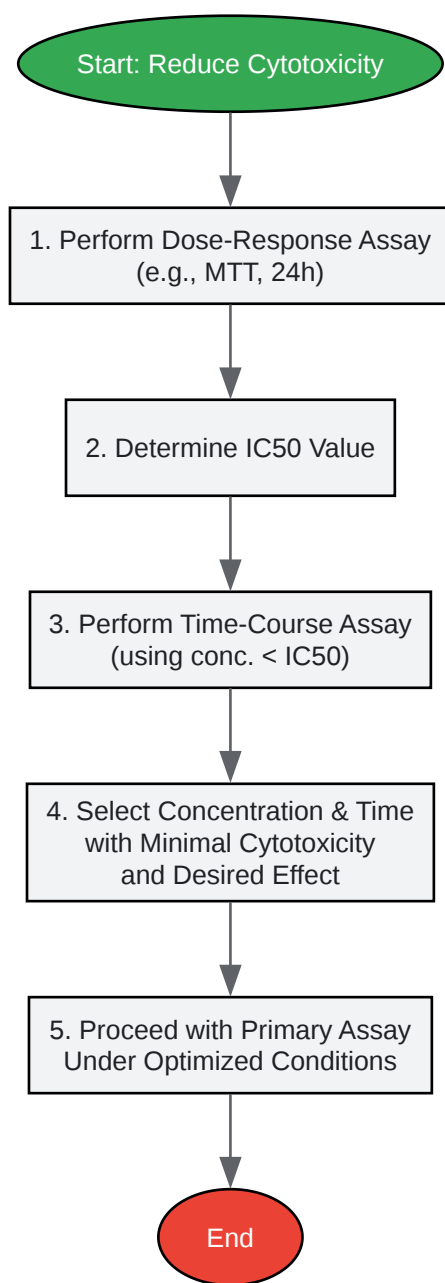 Start: Reduce Cytotoxicity
1. Perform Dose-Response Assay
(e.g., MTT, 24h)
2. Determine IC50 Value
3. Perform Time-Course Assay
(using conc. < IC50)
4. Select Concentration & Time
with Minimal Cytotoxicity
and Desired Effect
5. Proceed with Primary Assay
Under Optimized Conditions
End